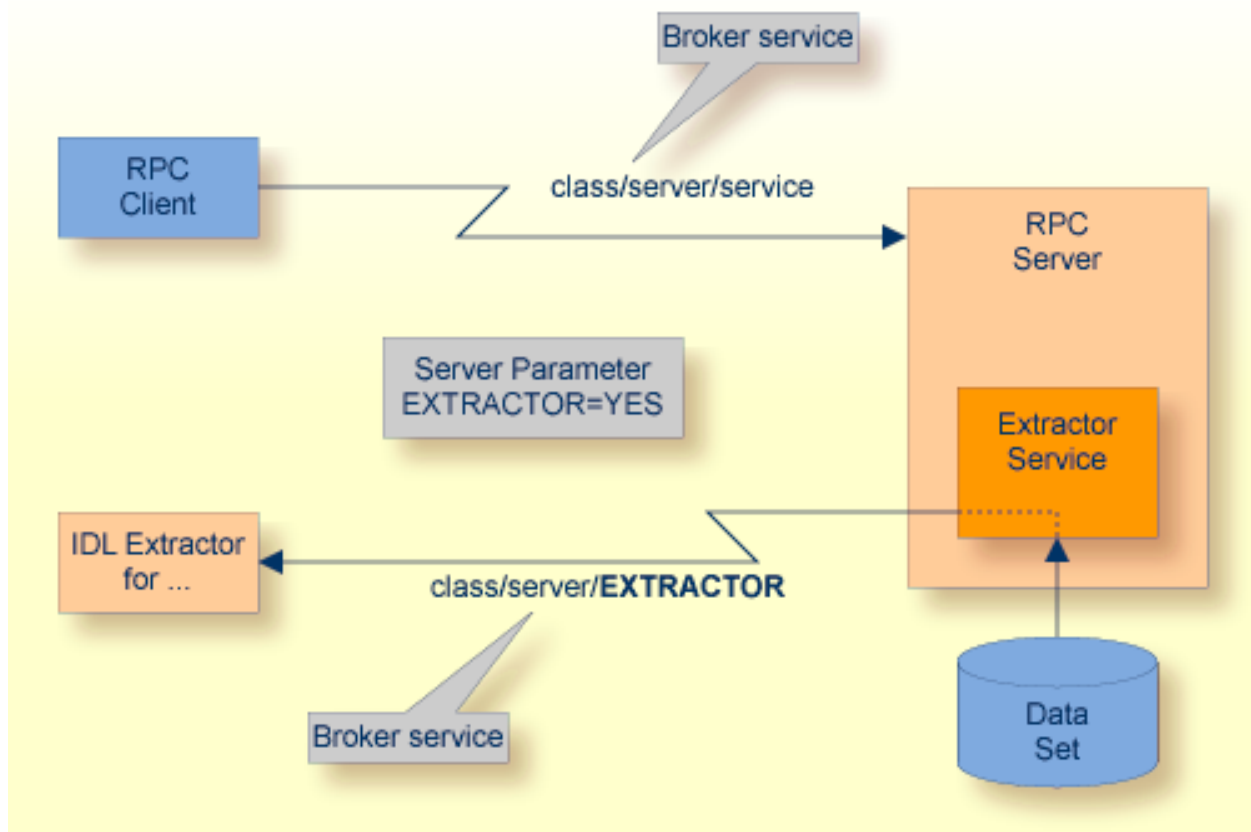 Broker service
RPC
Client
class/server/service
RPC
Server
Server Parameter
EXTRACTOR=YES
Extractor
Service
IDL Extractor
for ...
class/server/EXTRACTOR
Broker service
Data
Set